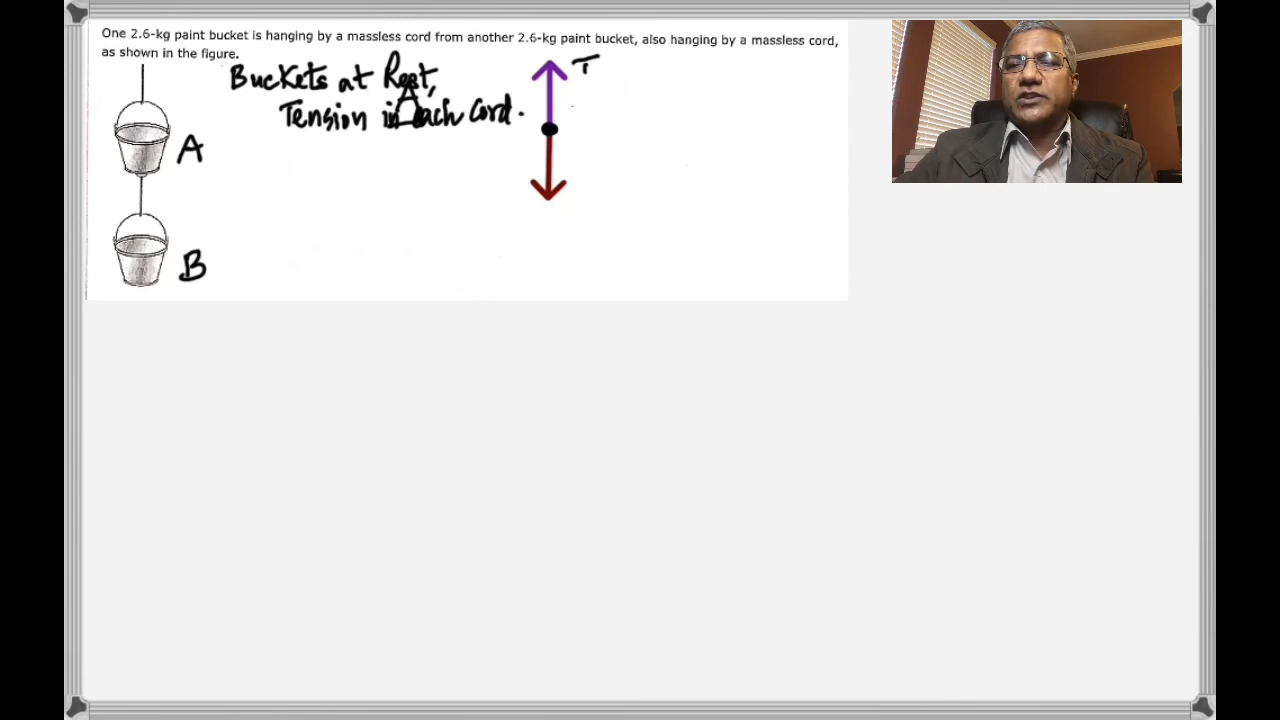 One 2.6-kg paint bucket is hanging by a massless cord from another 2.6-kg paint bucket, also hanging by a massless cord,
as shown in the figure.
Buckets at Rest,
T
Tension in each cord.
A
A
B